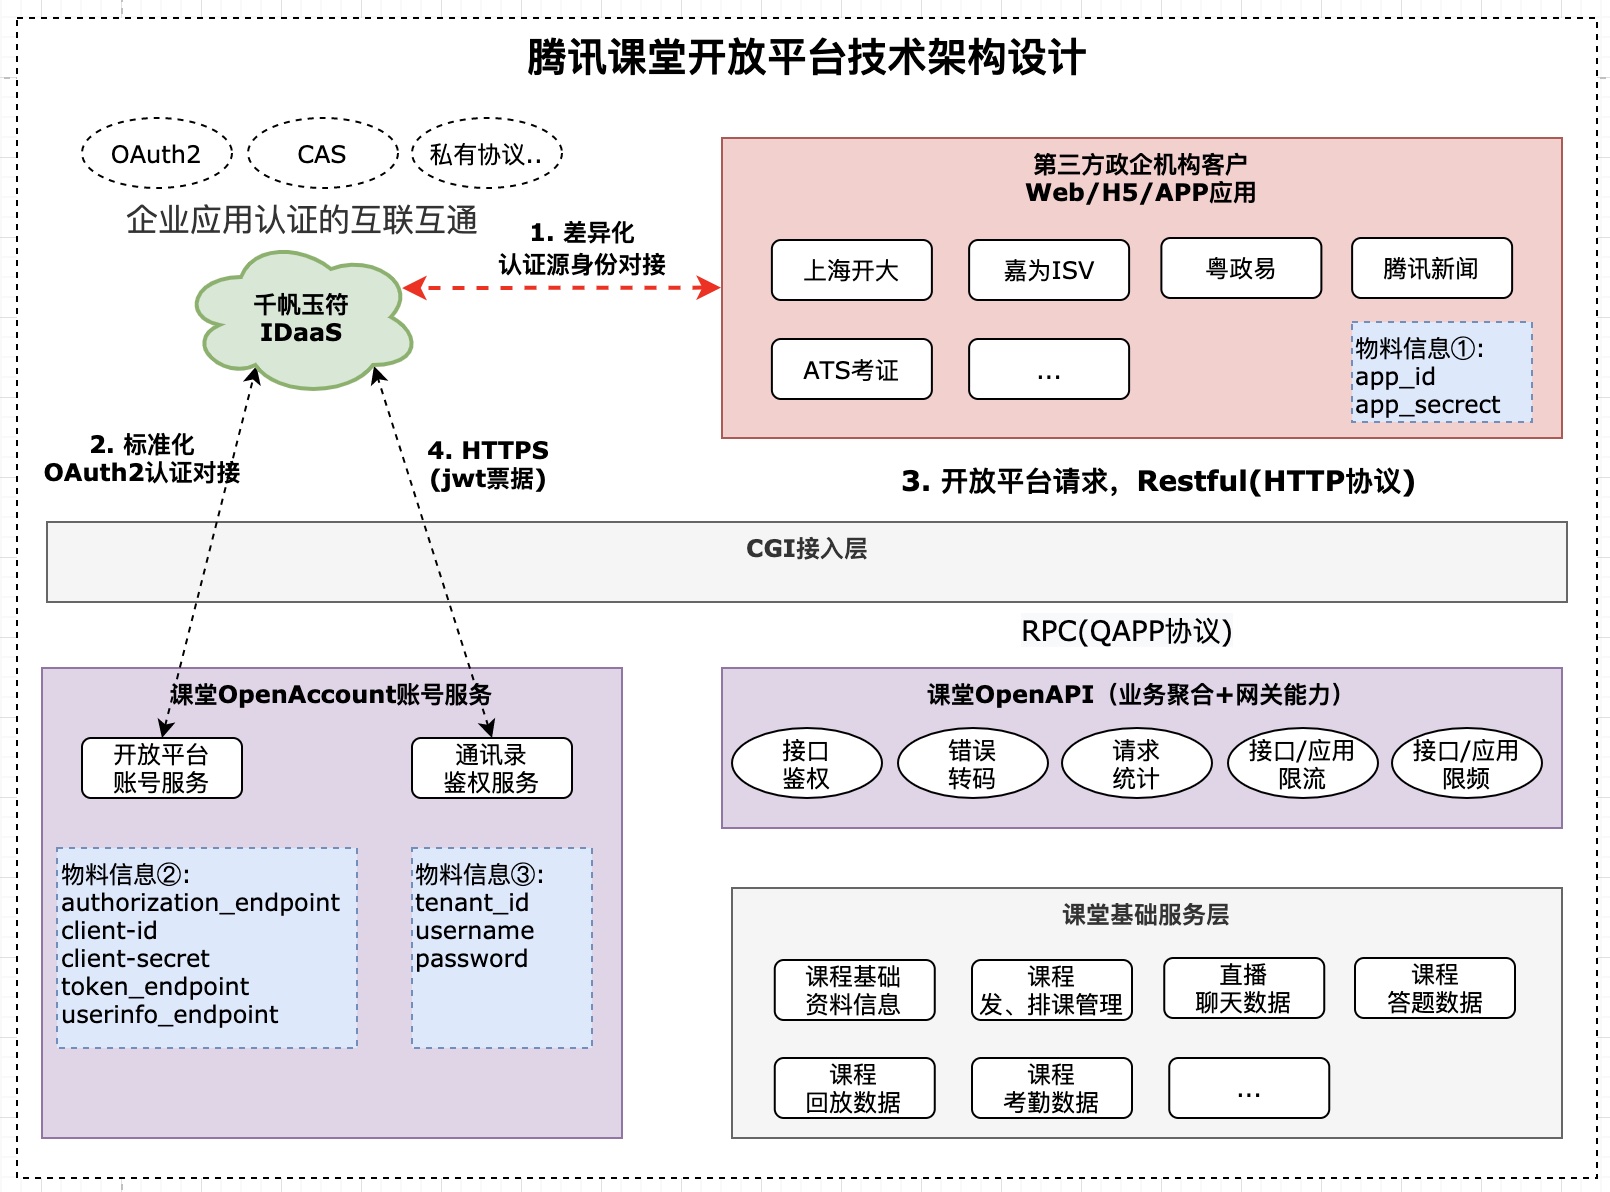 腾讯课堂开放平台技术架构设计
OAuth2
CAS
私有协议..
企业应用认证的互联互通
千帆玉符
IDaaS
1. 差异化
认证源身份对接
第三方政企机构客户
Web/H5/APP应用
上海开大
嘉为ISV
粤政易
腾讯新闻
ATS考证
...
物料信息①:
app_id
app_secrect
2. 标准化
OAuth2认证对接
4. HTTPS
(jwt票据)
3. 开放平台请求，Restful(HTTP协议)
CGI接入层
RPC(QAPP协议)
课堂OpenAccount账号服务
开放平台
账号服务
通讯录
鉴权服务
物料信息②:
authorization_endpoint
client-id
client-secret
token_endpoint
userinfo_endpoint
物料信息③:
tenant_id
username
password
课堂OpenAPI（业务聚合+网关能力）
接口
鉴权
错误
转码
请求
统计
接口/应用
限流
接口/应用
限频
课堂基础服务层
课程基础
资料信息
课程
发、排课管理
直播
聊天数据
课程
答题数据
课程
回放数据
课程
考勤数据
...